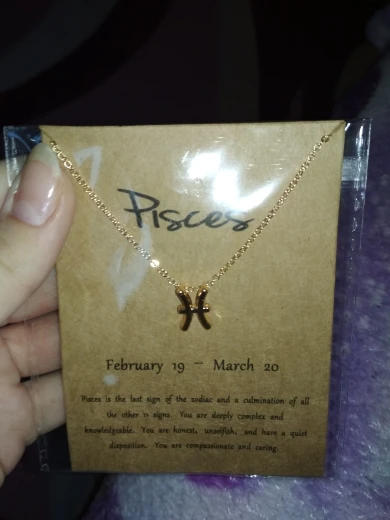 Pisces
February 19 - March 20
Pisces is the last sign of the zodiac and a culmination of all
the other 11 signs. You are deeply complex and
knowledgeable. You are honest, unselfish, and have a quiet
disposition. You are compassionate and caring.